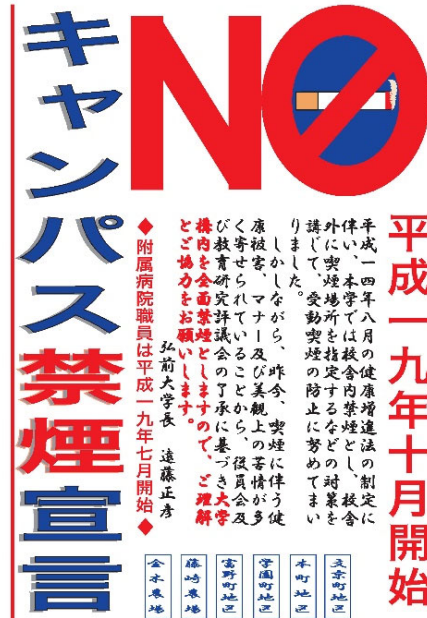 NO
キャンパス禁煙宣言
平成一九年十月開始
平成一四年八月の健康増進法の制定に
伴い、本学では校舎内禁煙とし、校舎
外に喫煙場所を指定するなどの対策を
講じて、受動喫煙の防止に努めてまい
りました。
しかしながら、昨今、喫煙に伴う健
康被害、マナー及び美観上の苦情が多
く寄せられていることから、役員会及
び教育研究評議会の了承に基づき大学
構内を全面禁煙としますので、ご理解
とご協力をお願いします。
弘前大学長 遠藤正彦
◆附属病院職員は平成一九年七月開始◆
文京町地区
本町地区
学園町地区
富野町地区
藤崎農場
金木農場